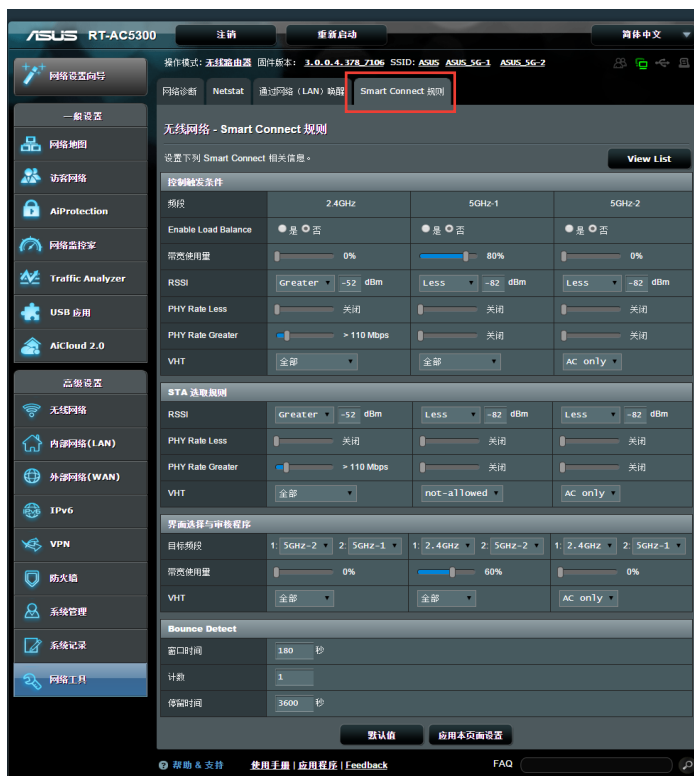 ASUS RT-AC5300 注销 重新启动 简体中文
操作模式: 无线路由器 固件版本: 3.0.0.4.378_7106 SSID: ASUS ASUS_5G-1 ASUS_5G-2
网络设置向导
网络诊断 Netstat 通过网络 (LAN) 唤醒 Smart Connect 规则
一般设置
网络地图
访客网络
AiProtection
网络监控家
Traffic Analyzer
USB 应用
AiCloud 2.0
高级设置
无线网络
内部网络(LAN)
外部网络(WAN)
IPv6
VPN
防火墙
系统管理
系统记录
网络工具
无线网络 - Smart Connect 规则
设置下列 Smart Connect 相关信息。 View List
控制触发条件
频段 2.4GHz 5GHz-1 5GHz-2
Enable Load Balance 是 否 是 否 是 否
带宽使用量 0% 80% 0%
RSSI Greater -52 dBm Less -82 dBm Less -82 dBm
PHY Rate Less 关闭 关闭 关闭
PHY Rate Greater > 110 Mbps 关闭 关闭
VHT 全部 全部 AC only
STA 选取规则
RSSI Greater -52 dBm Less -82 dBm Less -82 dBm
PHY Rate Less 关闭 关闭 关闭
PHY Rate Greater > 110 Mbps 关闭 关闭
VHT 全部 not-allowed AC only
界面选择与审核程序
目标频段 1: 5GHz-2 2: 5GHz-1 1: 2.4GHz 2: 5GHz-2 1: 2.4GHz 2: 5GHz-1
带宽使用量 0% 60% 0%
VHT 全部 全部 AC only
Bounce Detect
窗口时间 180 秒
计数 1
停留时间 3600 秒
默认值 应用本页面设置
帮助 & 支持 使用手册 | 应用程序 | Feedback FAQ